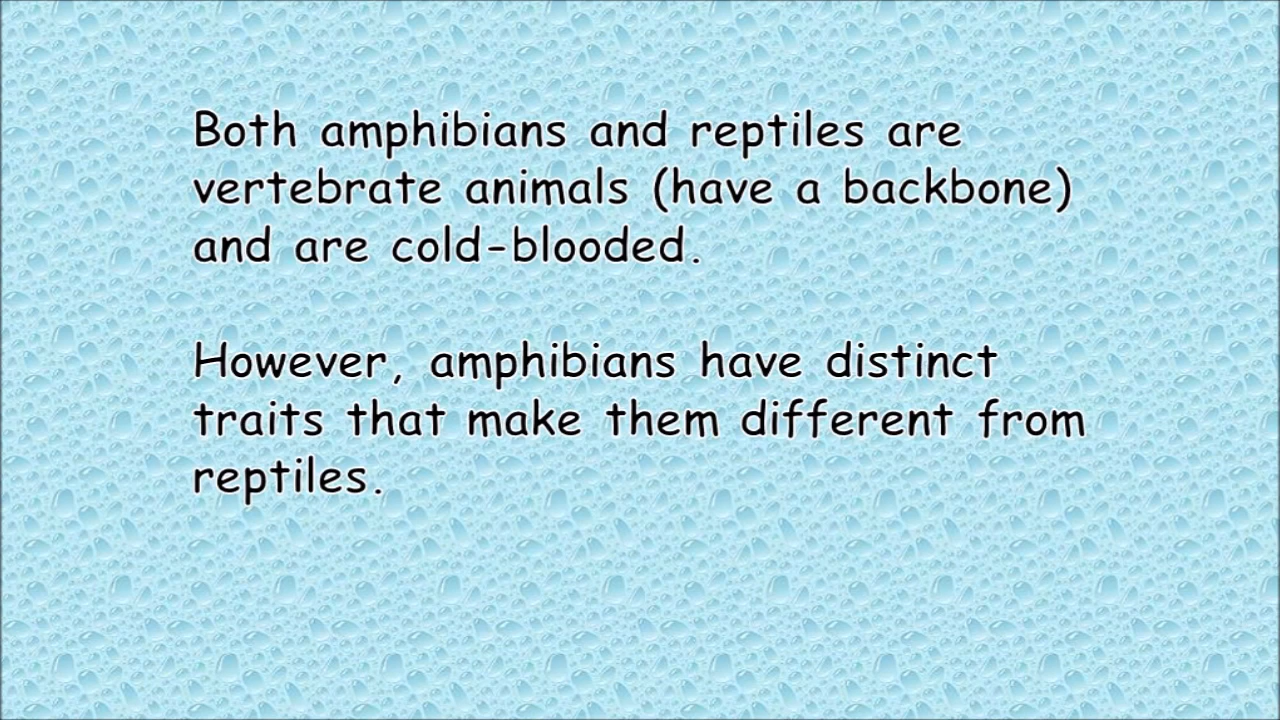 Both amphibians and reptiles are
vertebrate animals (have a backbone)
and are cold-blooded.
However, amphibians have distinct
traits that make them different from
reptiles.